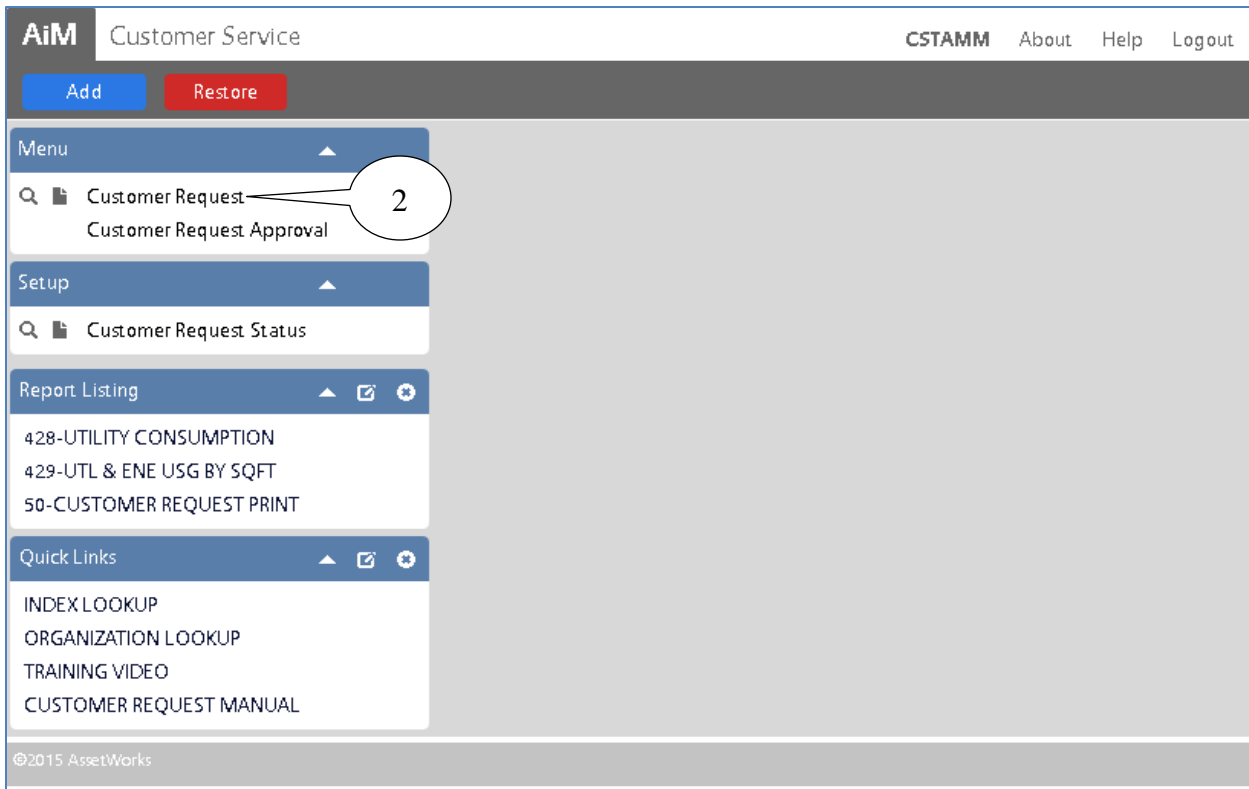 AiM Customer Service CSTAMM About Help Logout
Add Restore
Menu
Customer Request
2
Customer Request Approval
Setup
Customer Request Status
Report Listing
428-UTILITY CONSUMPTION
429-UTL & ENE USG BY SQFT
50-CUSTOMER REQUEST PRINT
Quick Links
INDEX LOOKUP
ORGANIZATION LOOKUP
TRAINING VIDEO
CUSTOMER REQUEST MANUAL
©2015 AssetWorks